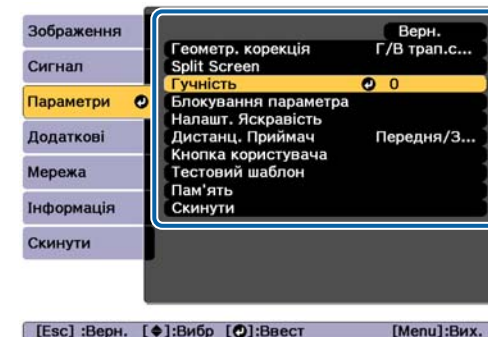 Зображення
Сигнал
Параметри
Додаткові
Мережа
Інформація
Скинути
Верн.
Геометр. корекція Г/В трап.с...
Split Screen
Гучність 0
Блокування параметра
Налашт. Яскравість
Дистанц. Приймач Передня/З...
Кнопка користувача
Тестовий шаблон
Пам'ять
Скинути
[Esc] :Верн. [◆]:Вибр [⏎]:Ввест [Menu]:Вих.